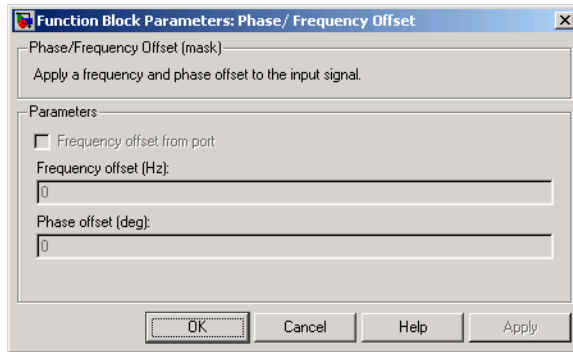 Function Block Parameters: Phase/ Frequency Offset
Phase/Frequency Offset (mask)
Apply a frequency and phase offset to the input signal.
Parameters
Frequency offset from port
Frequency offset (Hz):
0
Phase offset (deg):
0
OK Cancel Help Apply